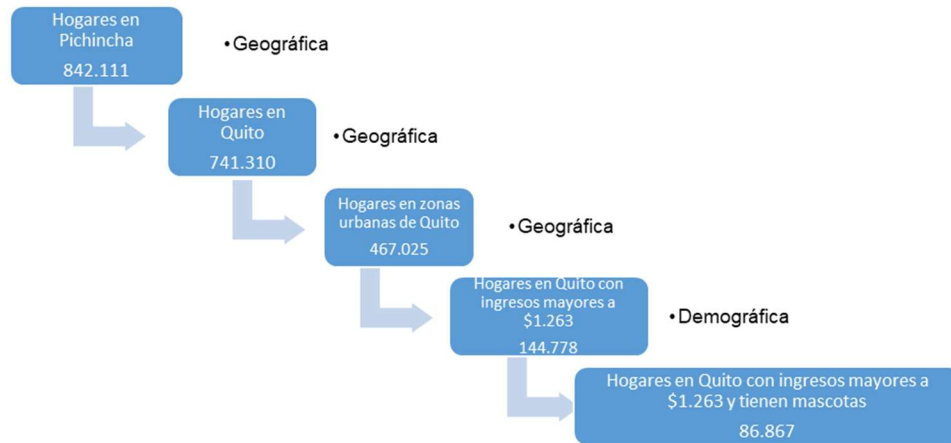 Hogares en
Pichincha
842.111
• Geográfica
Hogares en
Quito
741.310
• Geográfica
Hogares en zonas
urbanas de Quito
467.025
• Geográfica
Hogares en Quito con
ingresos mayores a
$1.263
144.778
• Demográfica
Hogares en Quito con ingresos mayores a
$1.263 y tienen mascotas
86.867